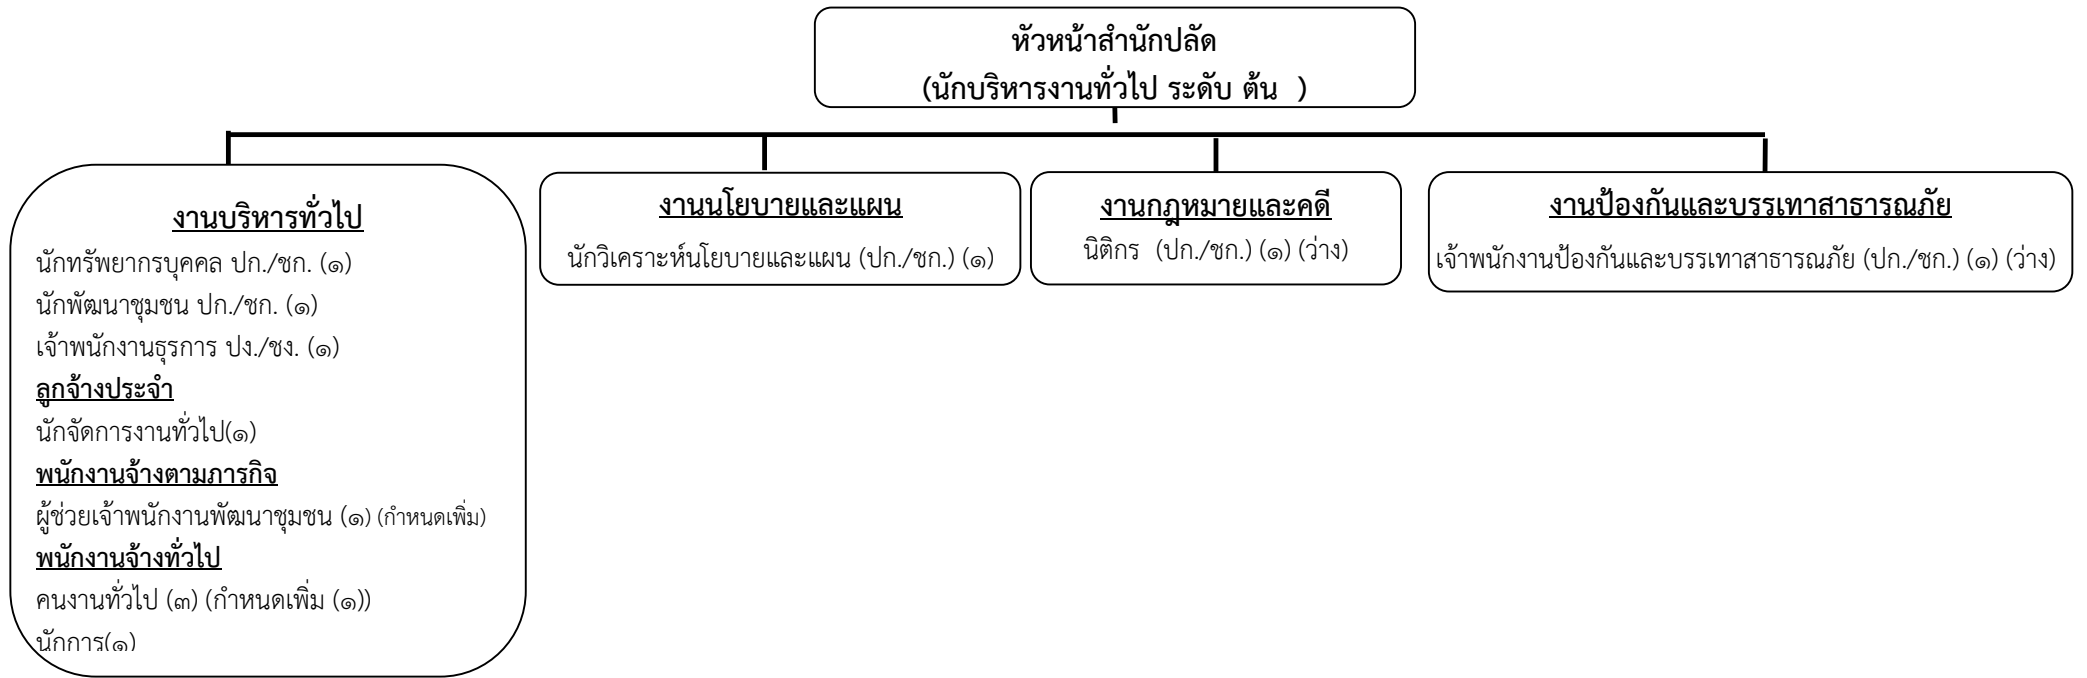 หัวหน้าสำนักปลัด
(นักบริหารงานทั่วไป ระดับ ต้น )
งานบริหารทั่วไป
นักทรัพยากรบุคคล ปก./ชก. (๑)
นักพัฒนาชุมชน ปก./ชก. (๑)
เจ้าพนักงานธุรการ ปง./ชง. (๑)
ลูกจ้างประจำ
นักจัดการงานทั่วไป(๑)
พนักงานจ้างตามภารกิจ
ผู้ช่วยเจ้าพนักงานพัฒนาชุมชน (๑) (กำหนดเพิ่ม)
พนักงานจ้างทั่วไป
คนงานทั่วไป (๓) (กำหนดเพิ่ม (๑))
นักการ(๑)
งานนโยบายและแผน
นักวิเคราะห์นโยบายและแผน (ปก./ชก.) (๑)
งานกฎหมายและคดี
นิติกร (ปก./ชก.) (๑) (ว่าง)
งานป้องกันและบรรเทาสาธารณภัย
เจ้าพนักงานป้องกันและบรรเทาสาธารณภัย (ปก./ชก.) (๑) (ว่าง)